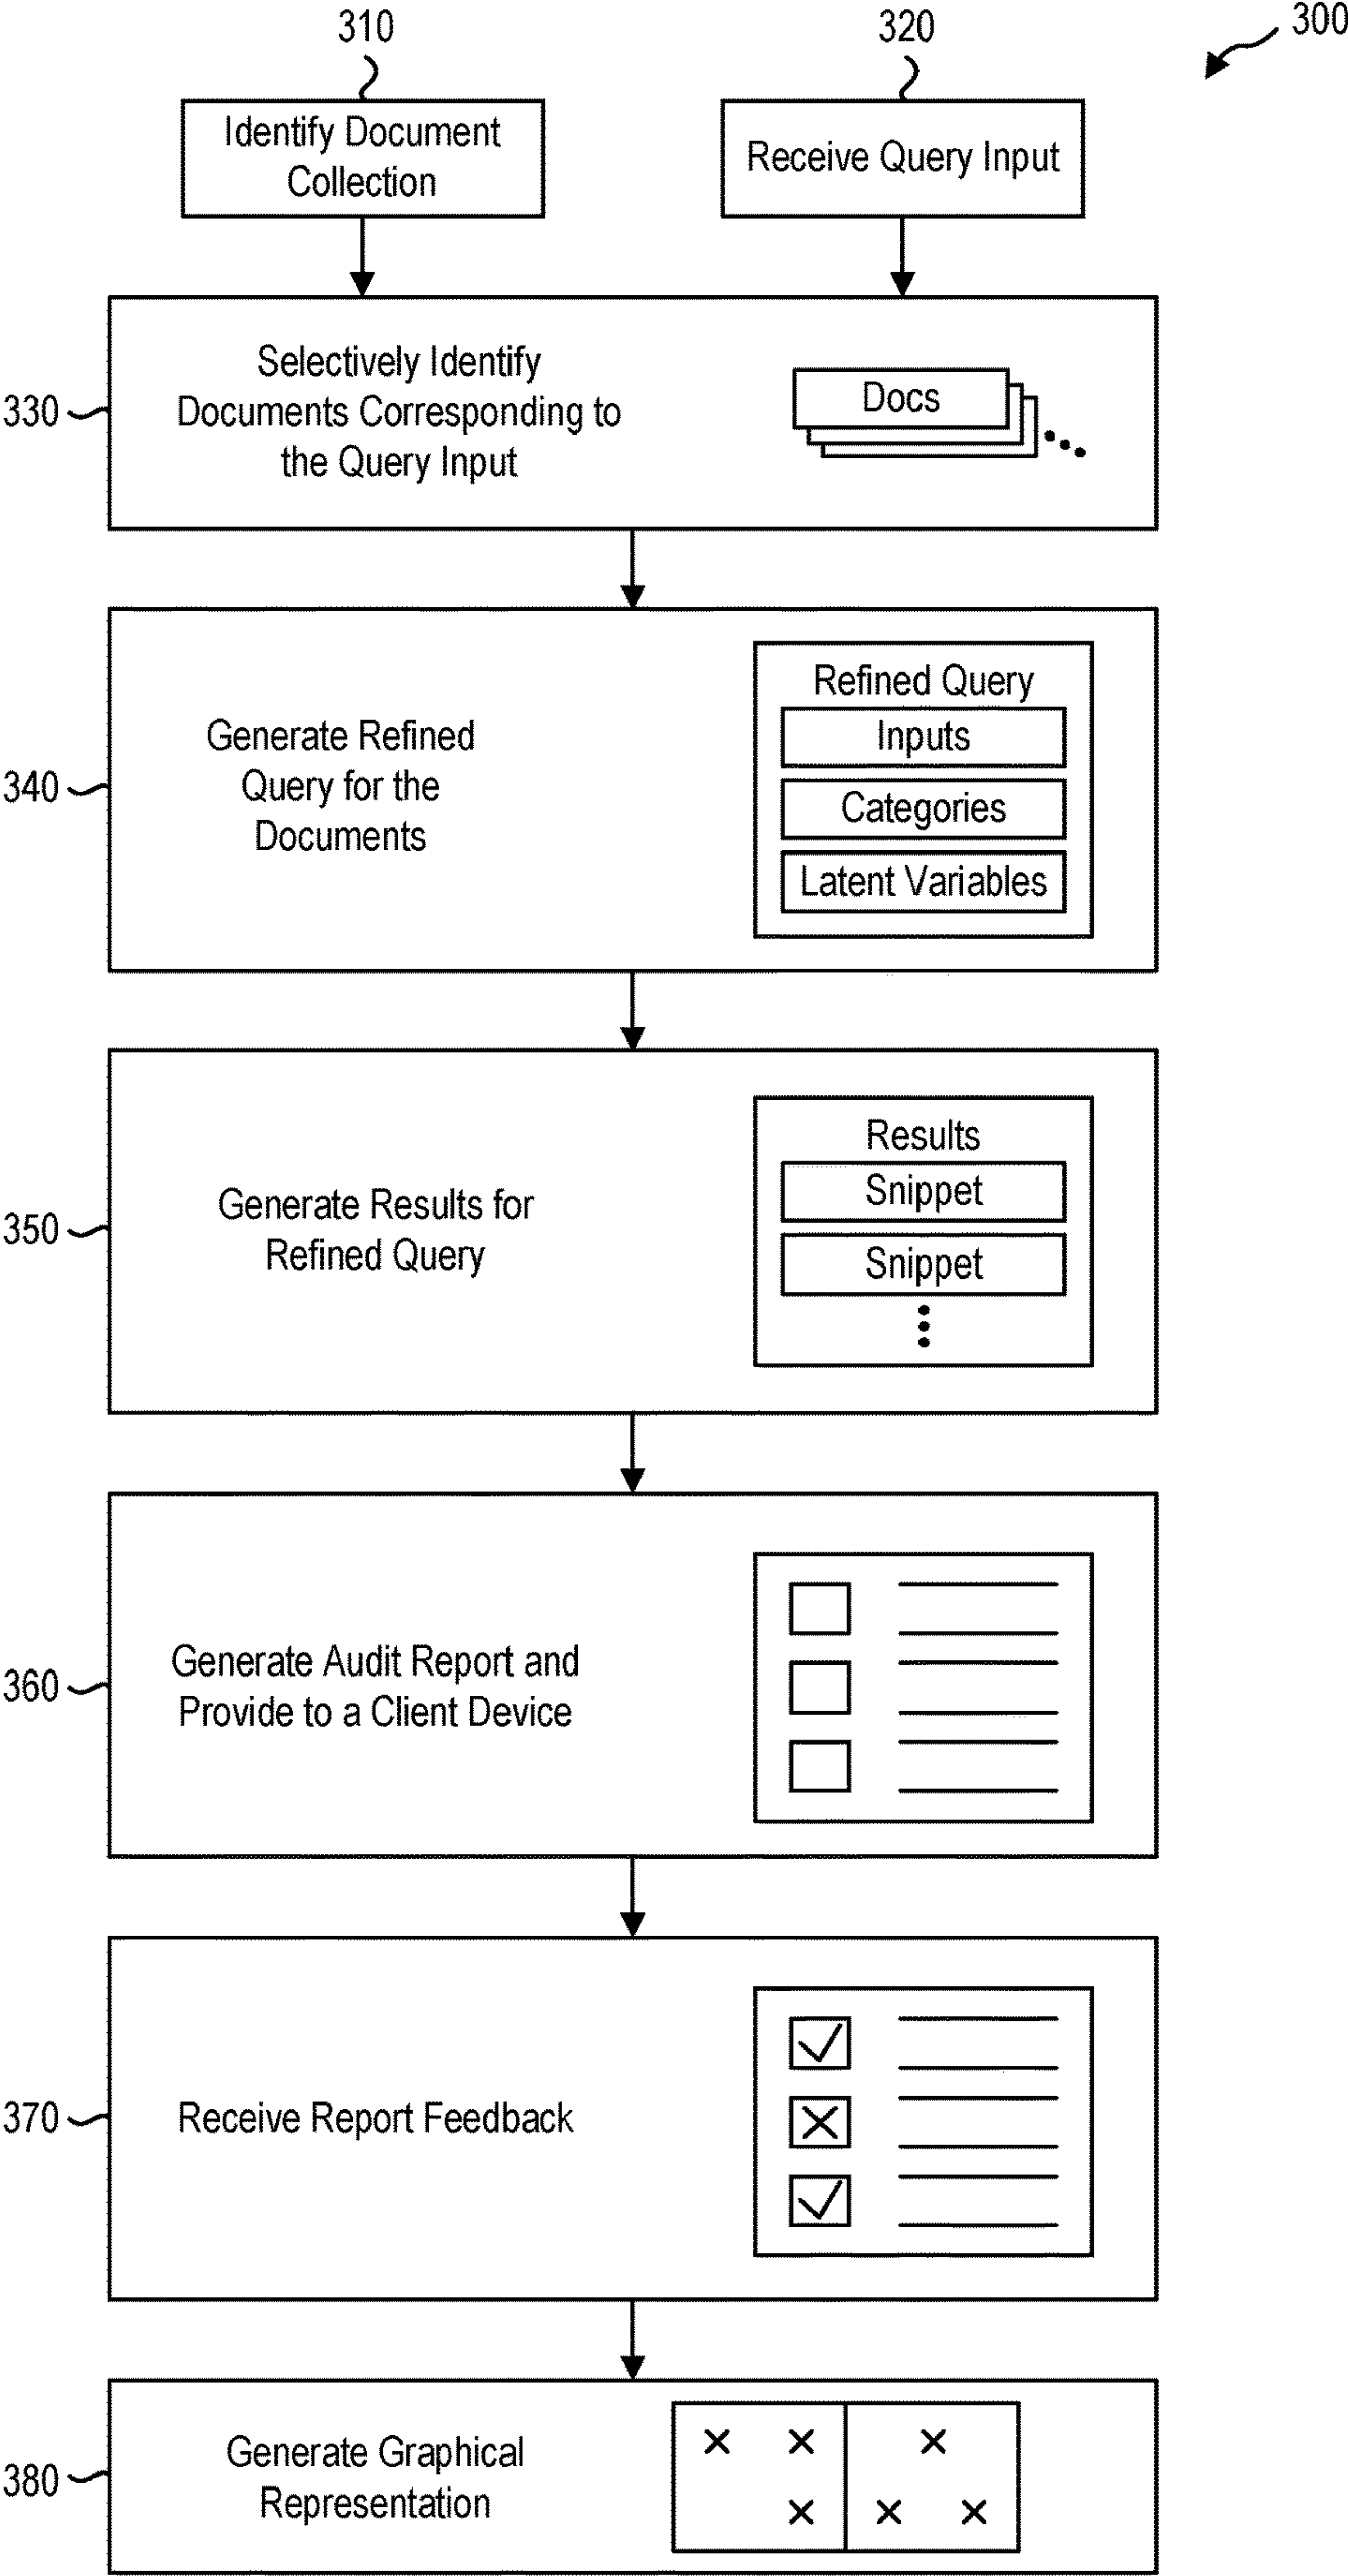 310
320
300
Identify Document
Collection
Receive Query Input
330
Selectively Identify
Documents Corresponding to
the Query Input
Docs
340
Generate Refined
Query for the
Documents
Refined Query
Inputs
Categories
Latent Variables
350
Generate Results for
Refined Query
Results
Snippet
Snippet
360
Generate Audit Report and
Provide to a Client Device
370
Receive Report Feedback
380
Generate Graphical
Representation